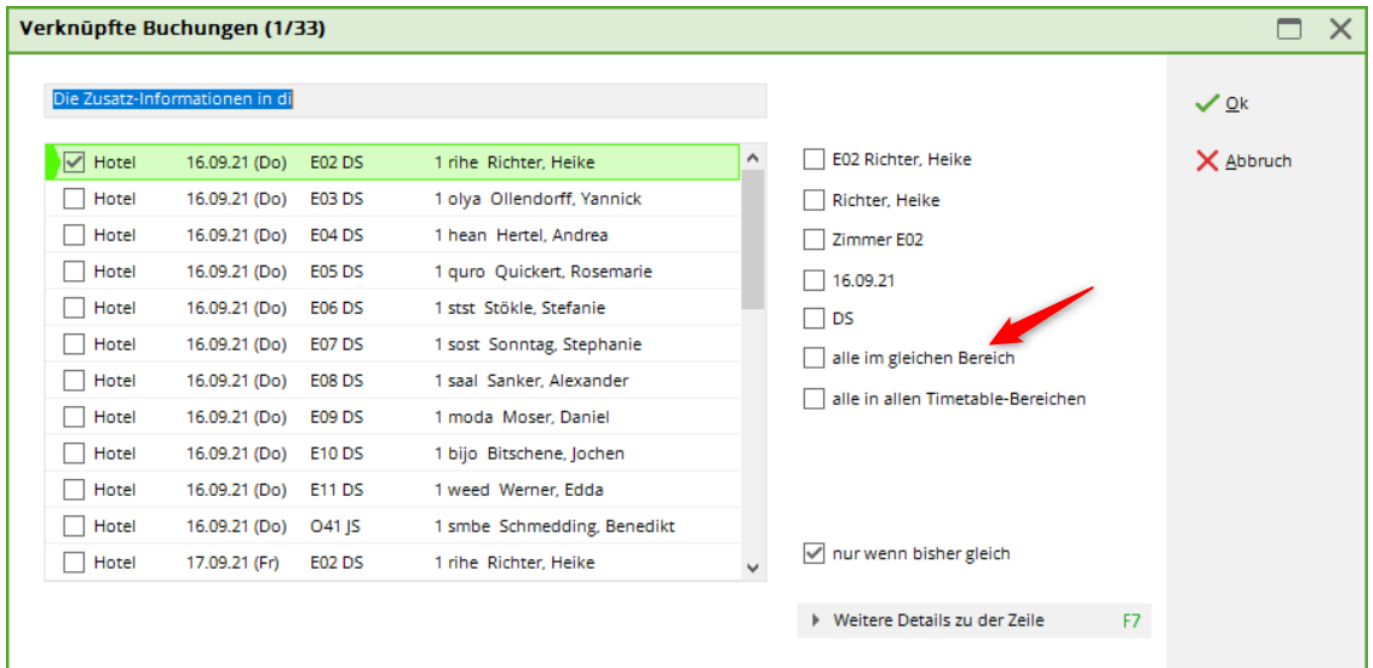 Verknüpfte Buchungen (1/33)
Die Zusatz-Informationen in di
Hotel 16.09.21 (Do) E02 DS 1 rihe Richter, Heike
Hotel 16.09.21 (Do) E03 DS 1 olya Ollendorff, Yannick
Hotel 16.09.21 (Do) E04 DS 1 hean Hertel, Andrea
Hotel 16.09.21 (Do) E05 DS 1 quro Quickert, Rosemarie
Hotel 16.09.21 (Do) E06 DS 1 stst Stökle, Stefanie
Hotel 16.09.21 (Do) E07 DS 1 sost Sonntag, Stephanie
Hotel 16.09.21 (Do) E08 DS 1 saal Sanker, Alexander
Hotel 16.09.21 (Do) E09 DS 1 moda Moser, Daniel
Hotel 16.09.21 (Do) E10 DS 1 bijo Bitschene, Jochen
Hotel 16.09.21 (Do) E11 DS 1 weed Werner, Edda
Hotel 16.09.21 (Do) O41 JS 1 smbe Schmedding, Benedikt
Hotel 17.09.21 (Fr) E02 DS 1 rihe Richter, Heike
E02 Richter, Heike
Richter, Heike
Zimmer E02
16.09.21
DS
alle im gleichen Bereich
alle in allen Timetable-Bereichen
nur wenn bisher gleich
Weitere Details zu der Zeile F7
Ok
Abbruch